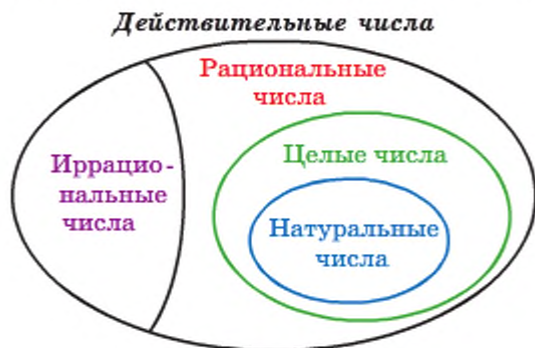 Действительные числа
Рациональные
числа
Иррацио-
нальные
числа
Целые числа
Натуральные
числа